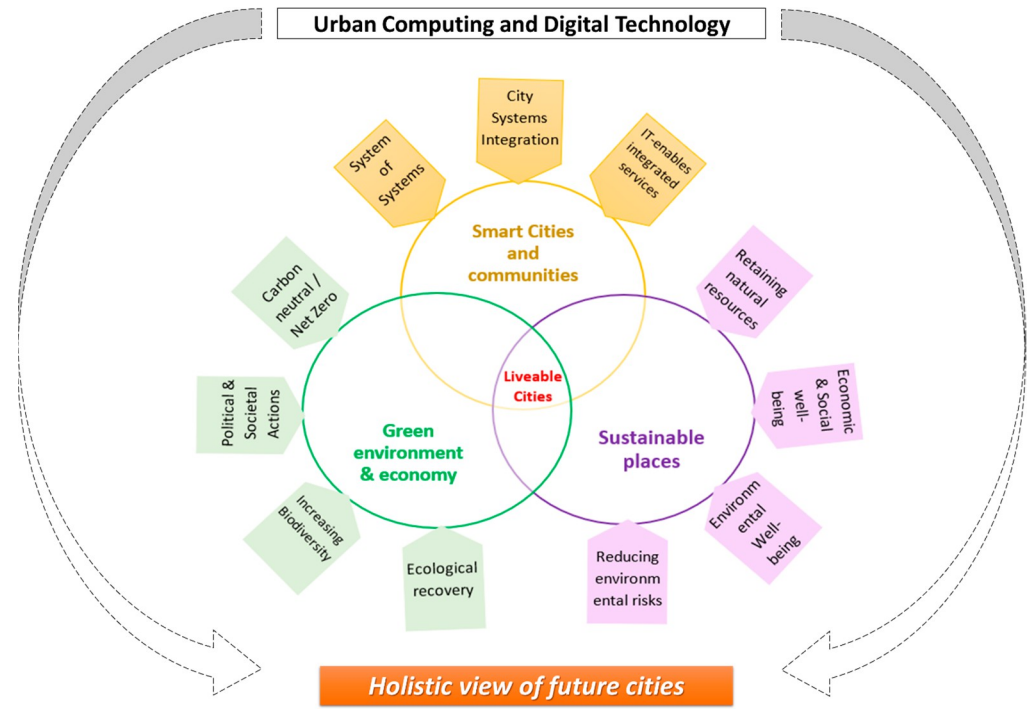 Urban Computing and Digital Technology
City
Systems
Integration
System
of
Systems
IT-enables
integrated
services
Smart Cities
and
communities
Carbon
neutral /
Net Zero
Retaining
natural
resources
Political &
Societal
Actions
Liveable
Cities
Economic
& Social
well-
being
Green
environment
& economy
Sustainable
places
Increasing
Biodiversity
Environm
ental
Well-
being
Ecological
recovery
Reducing
environm
ental risks
Holistic view of future cities